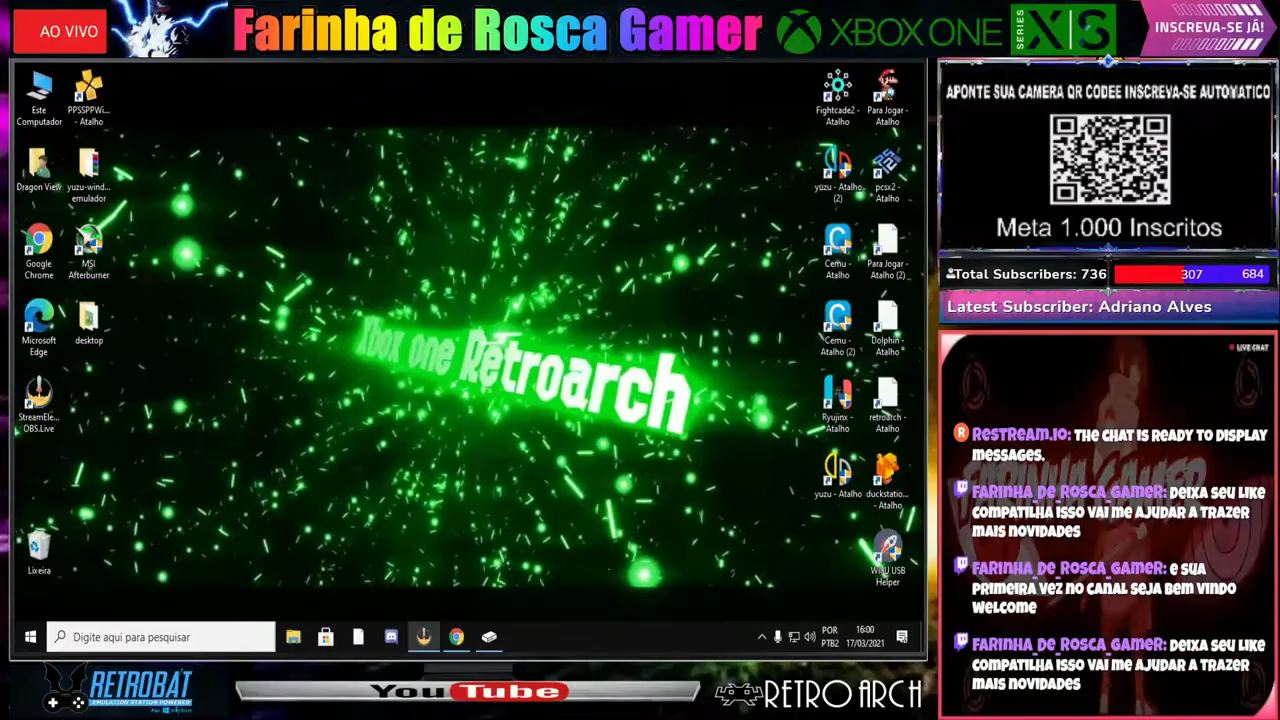 AO VIVO
Farinha de Rosca Gamer
XBOX ONE
SERIES X|S
INSCREVA-SE JÁ!
Este
Computador
PPSSPPWi...
- Atalho
Dragon View
yuzu-wind...
emulador
Google
Chrome
MSI
Afterburner
Microsoft
Edge
desktop
StreamEle...
OBS.Live
Lixeira
Xbox one Retroarch
Fightcade2 -
Atalho
Para Jogar -
Atalho
yuzu - Atalho
(2)
pcsx2 -
Atalho
Cemu -
Atalho
Para Jogar -
Atalho (2)
Cemu -
Atalho (2)
Dolphin -
Atalho
Ryujinx -
Atalho
retroarch -
Atalho
yuzu - Atalho
duckstatio...
- Atalho
WiiU USB
Helper
Digite aqui para pesquisar
POR
PTB2
16:00
17/03/2021
APONTE SUA CAMERA QR CODEE INSCREVA-SE AUTOMATICO
Meta 1.000 Inscritos
Total Subscribers: 736
307
684
Latest Subscriber: Adriano Alves
LIVE CHAT
R
Restream.io: The chat is ready to display
messages.
Farinha_de_Rosca_Gamer: Deixa seu like
compatilha isso vai me ajudar a trazer
mais novidades
Farinha_de_Rosca_Gamer: e sua
primeira vez no canal seja bem vindo
welcome
Farinha_de_Rosca_Gamer: Deixa seu like
compatilha isso vai me ajudar a trazer
mais novidades
RETROBAT
EMULATION STATION POWERED
For Windows
YouTube
RETRO ARCH